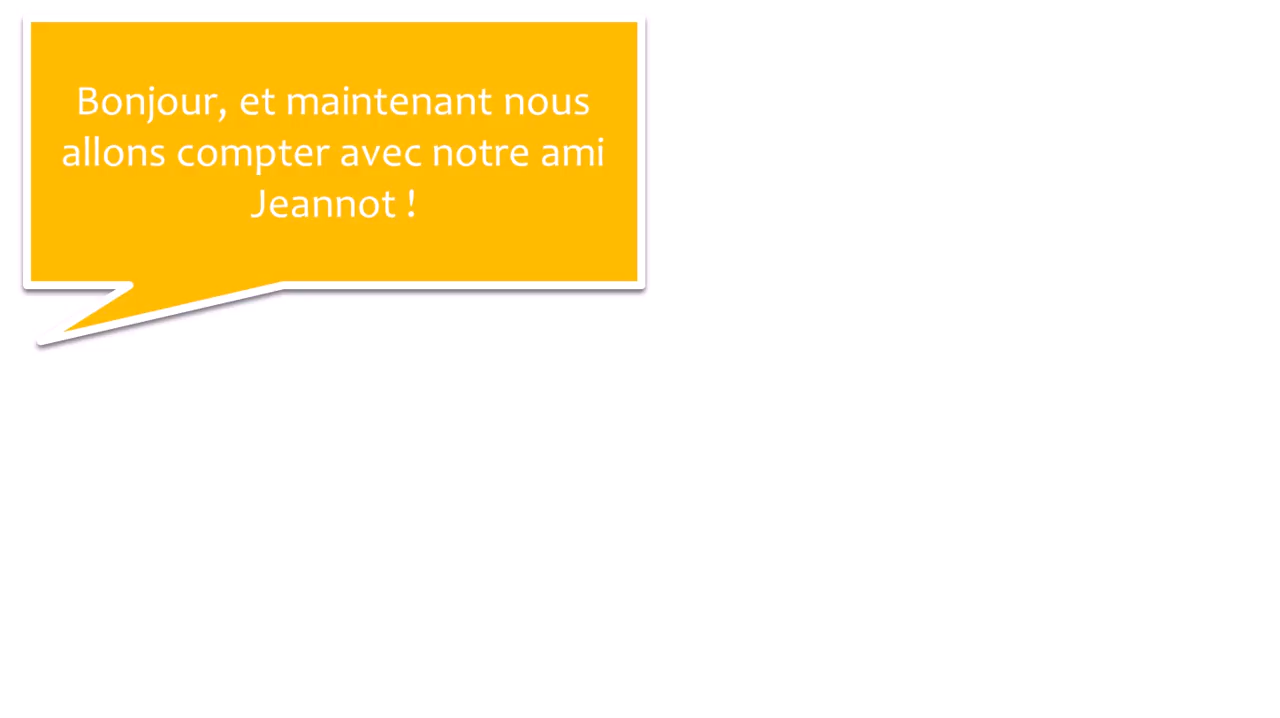 Bonjour, et maintenant nous
allons compter avec notre ami
Jeannot !